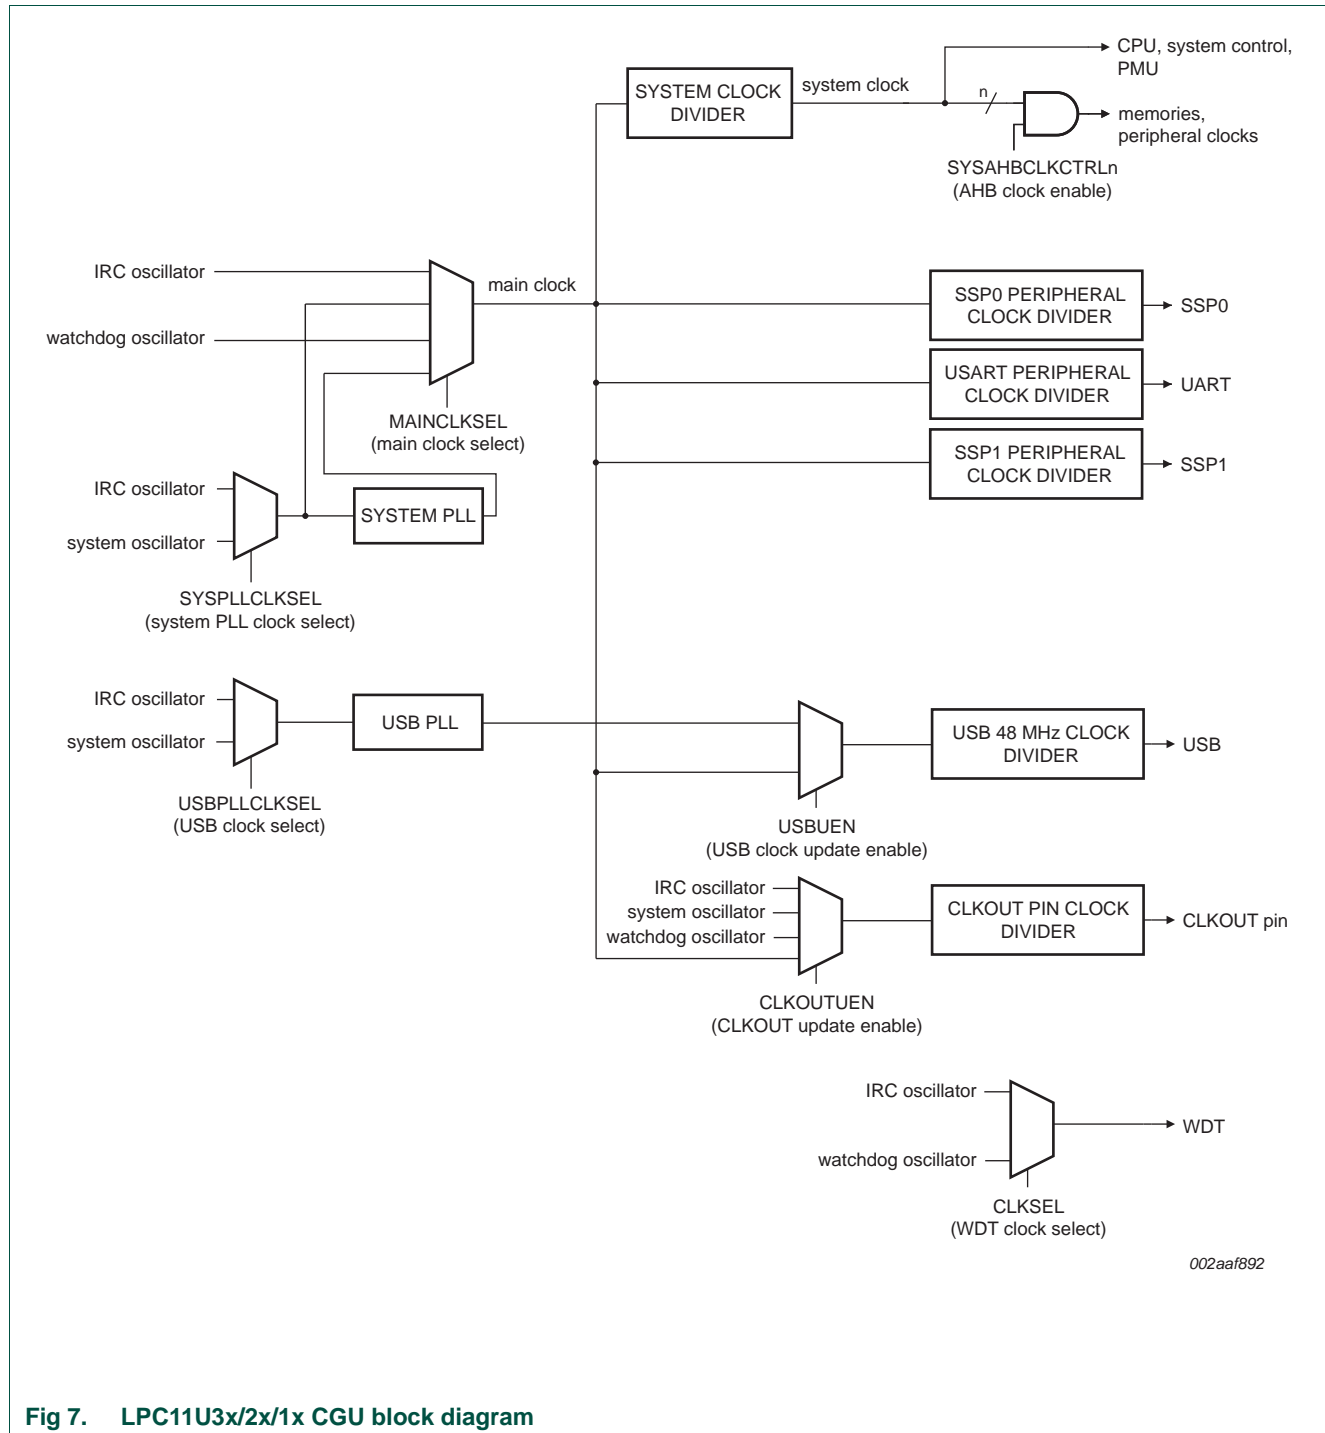 CPU, system control,
PMU
SYSTEM CLOCK
DIVIDER
system clock
n
memories,
peripheral clocks
SYSAHBCLKCTRLn
(AHB clock enable)
IRC oscillator
main clock
watchdog oscillator
SSP0 PERIPHERAL
CLOCK DIVIDER
SSP0
USART PERIPHERAL
CLOCK DIVIDER
UART
MAINCLKSEL
(main clock select)
SSP1 PERIPHERAL
CLOCK DIVIDER
SSP1
IRC oscillator
system oscillator
SYSTEM PLL
SYSPLLCLKSEL
(system PLL clock select)
IRC oscillator
system oscillator
USB PLL
USBPLLCLKSEL
(USB clock select)
USB 48 MHz CLOCK
DIVIDER
USB
USBUEN
(USB clock update enable)
IRC oscillator
system oscillator
watchdog oscillator
CLKOUT PIN CLOCK
DIVIDER
CLKOUT pin
CLKOUTUEN
(CLKOUT update enable)
IRC oscillator
watchdog oscillator
WDT
CLKSEL
(WDT clock select)
002aaf892
Fig 7. LPC11U3x/2x/1x CGU block diagram